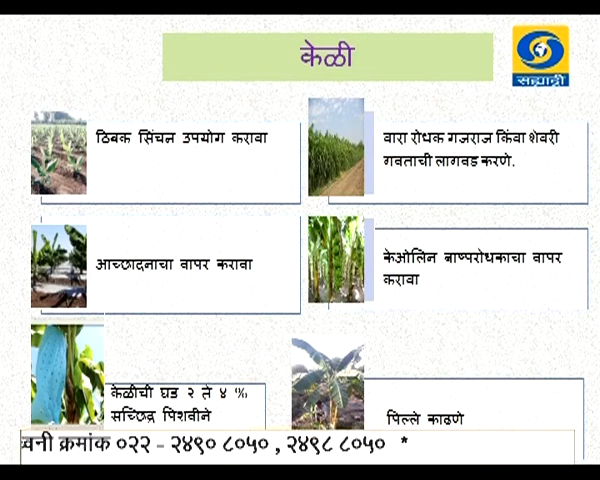 केळी
सह्याद्री
ठिबक सिंचन उपयोग करावा
वारा रोधक गजराज किंवा शेवरी
गवताची लागवड करणे.
आच्छादनाचा वापर करावा
केओलिन बाष्परोधकाचा वापर
करावा
केळीची घड २ ते ४ %
सच्छिद्र पिशवीने
पिल्ले काढणे
क्रमांक ०२२ - २४९० ८०५० , २४९८ ८०५० *